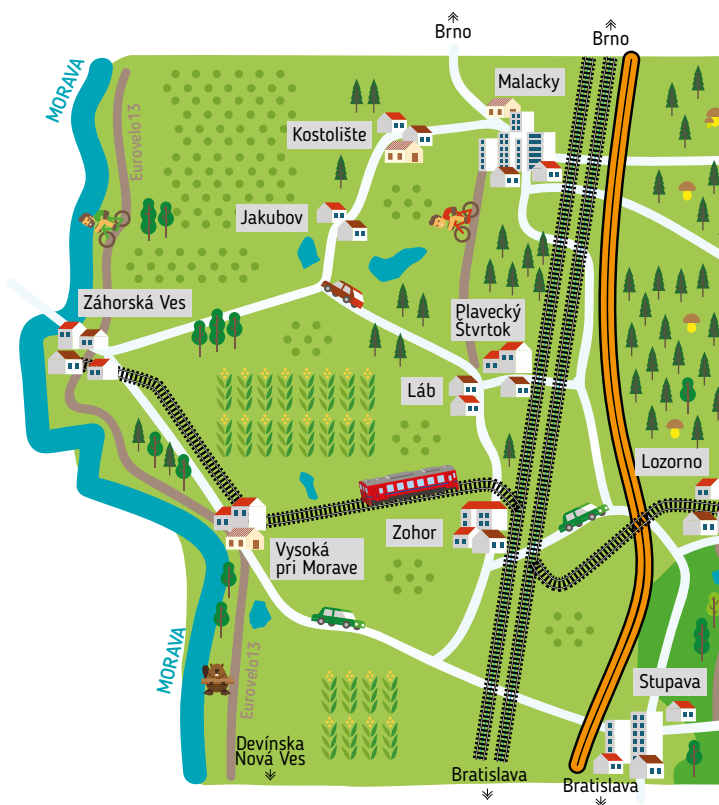 Brno
Brno
MORAVA
Malacky
Eurovelo13
Kostolište
Jakubov
Záhorská Ves
Plavecký
Štvrtok
Láb
Lozorno
Zohor
Vysoká
pri Morave
MORAVA
Eurovelo13
Stupava
Devínska
Nová Ves
Bratislava
Bratislava